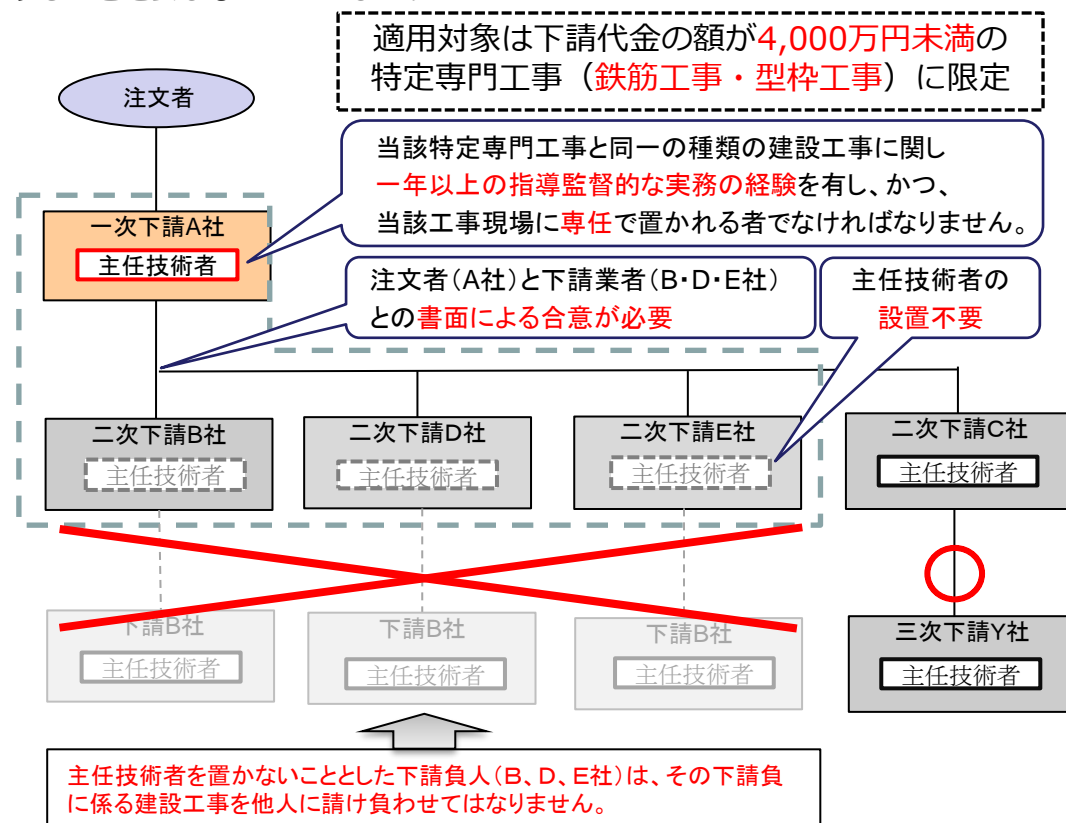 適用対象は下請代金の額が4,000万円未満の
特定専門工事（鉄筋工事・型枠工事）に限定
注文者
当該特定専門工事と同一の種類の建設工事に関し
一年以上の指導監督的な実務の経験を有し、かつ、
当該工事現場に専任で置かれる者でなければなりません。
一次下請A社
主任技術者
注文者（A社）と下請業者（B・D・E社）
との書面による合意が必要
主任技術者の
設置不要
二次下請B社
主任技術者
二次下請D社
主任技術者
二次下請E社
主任技術者
二次下請C社
主任技術者
下請B社
主任技術者
下請B社
主任技術者
下請B社
主任技術者
三次下請Y社
主任技術者
主任技術者を置かないこととした下請負人（B、D、E社）は、その下請負
に係る建設工事を他人に請け負わせてはなりません。